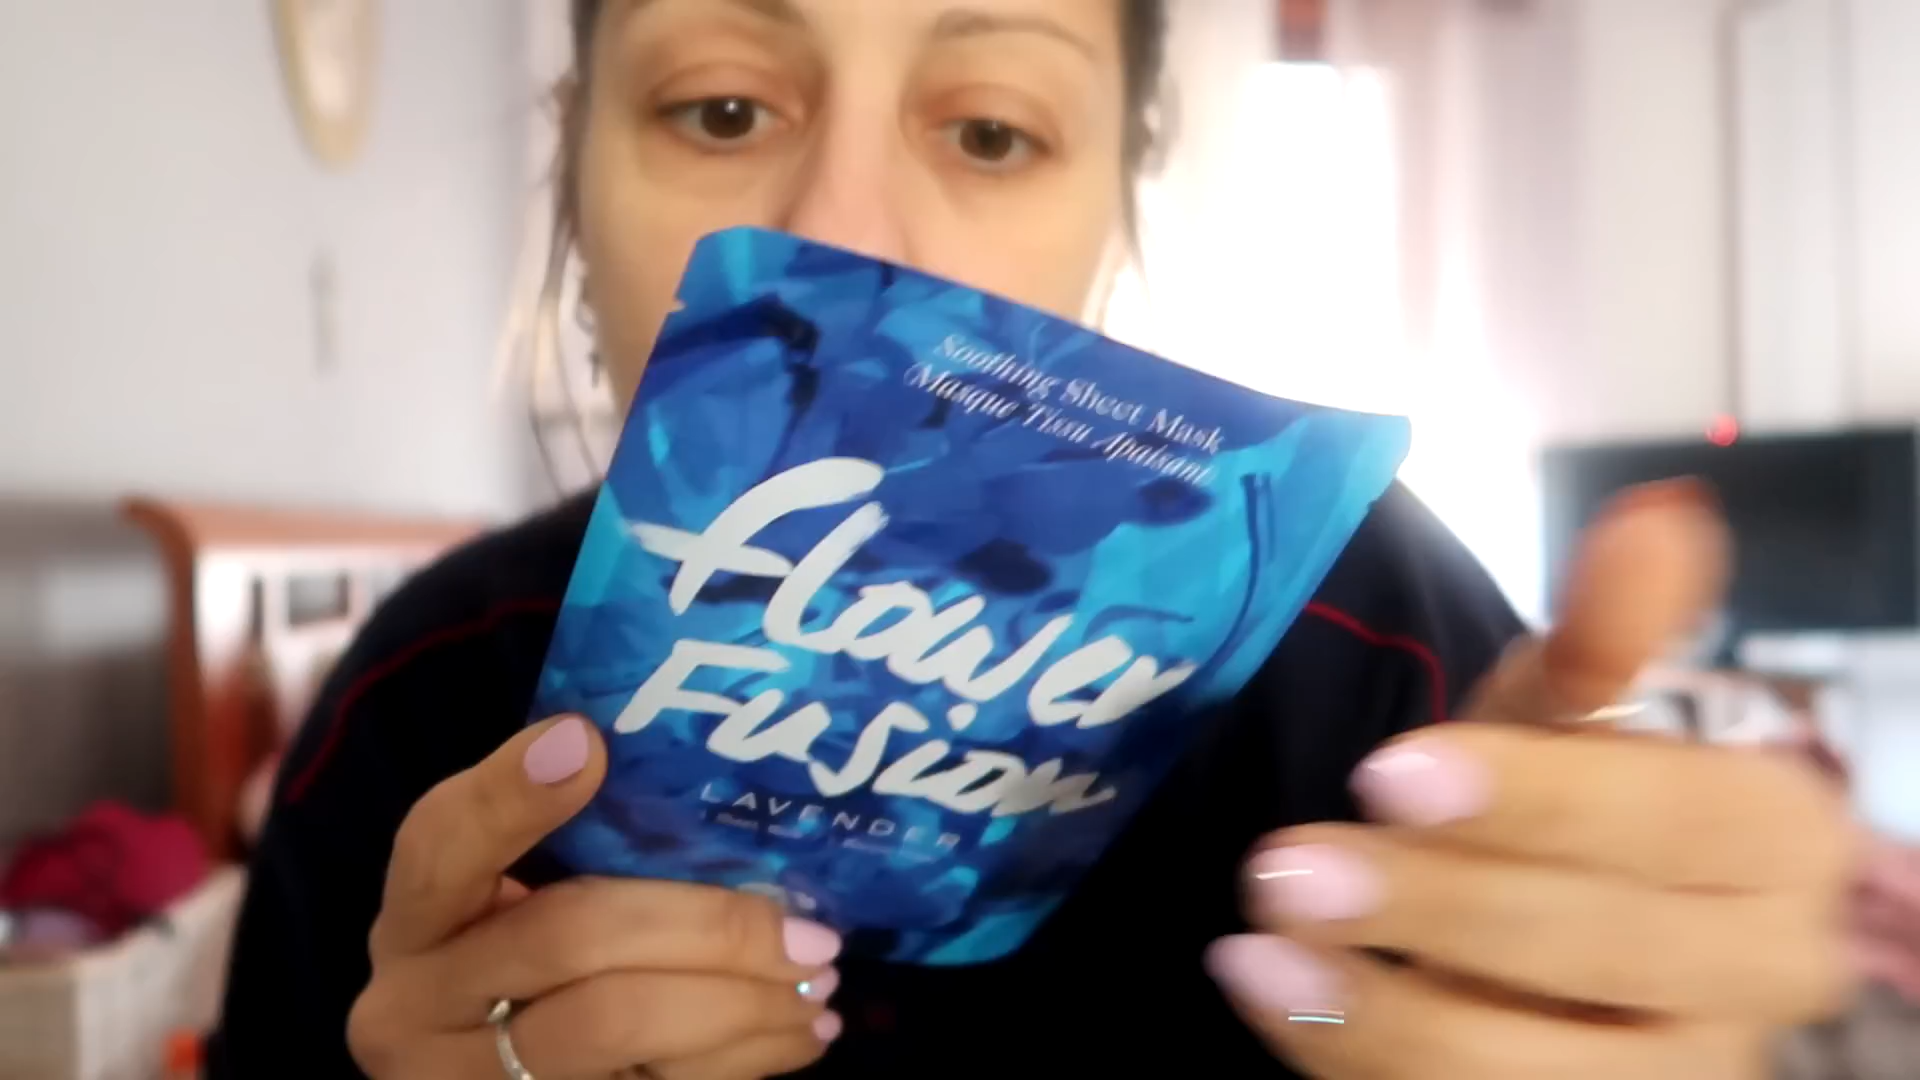 Soothing Sheet Mask
(Masque Tissu Apaisant)
flower
Fusion
LAVENDER